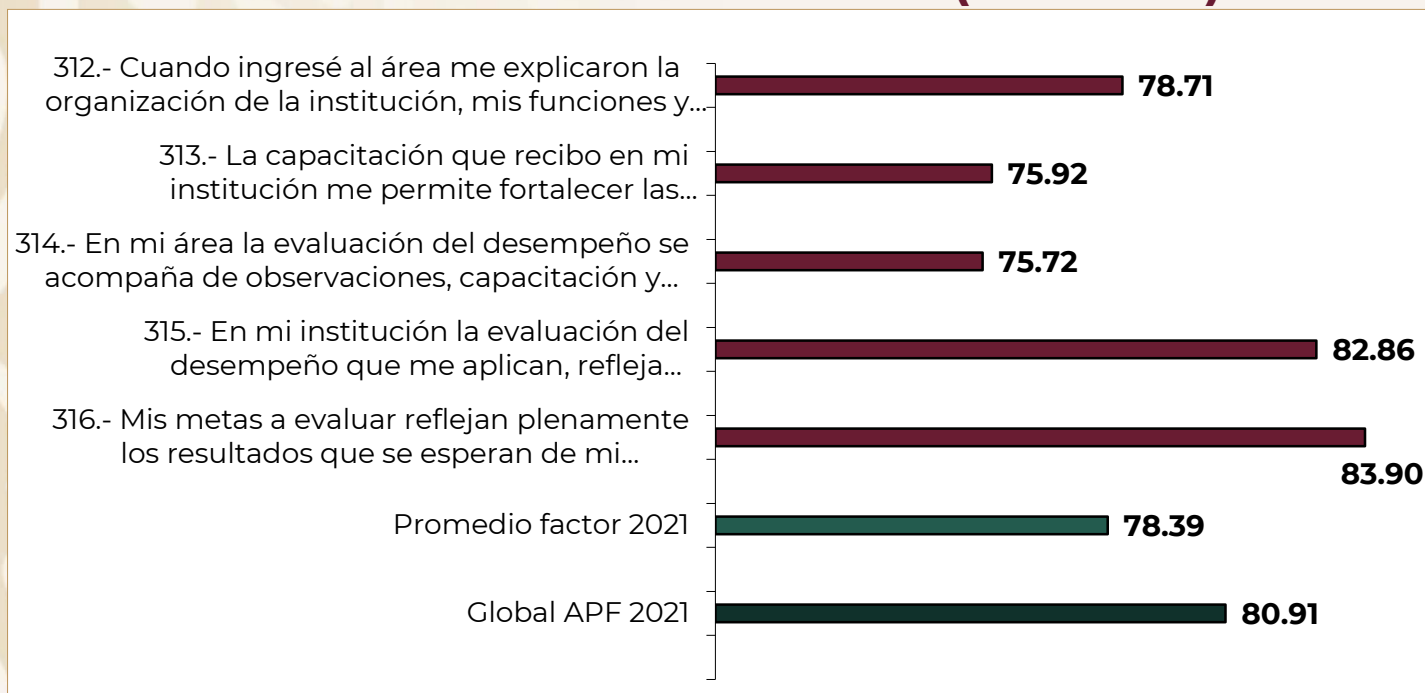 312.- Cuando ingresé al área me explicaron la
organización de la institución, mis funciones y...
78.71
313.- La capacitación que recibo en mi
institución me permite fortalecer las...
75.92
314.- En mi área la evaluación del desempeño se
acompaña de observaciones, capacitación y...
75.72
315.- En mi institución la evaluación del
desempeño que me aplican, refleja...
82.86
316.- Mis metas a evaluar reflejan plenamente
los resultados que se esperan de mi...
83.90
Promedio factor 2021
78.39
Global APF 2021
80.91